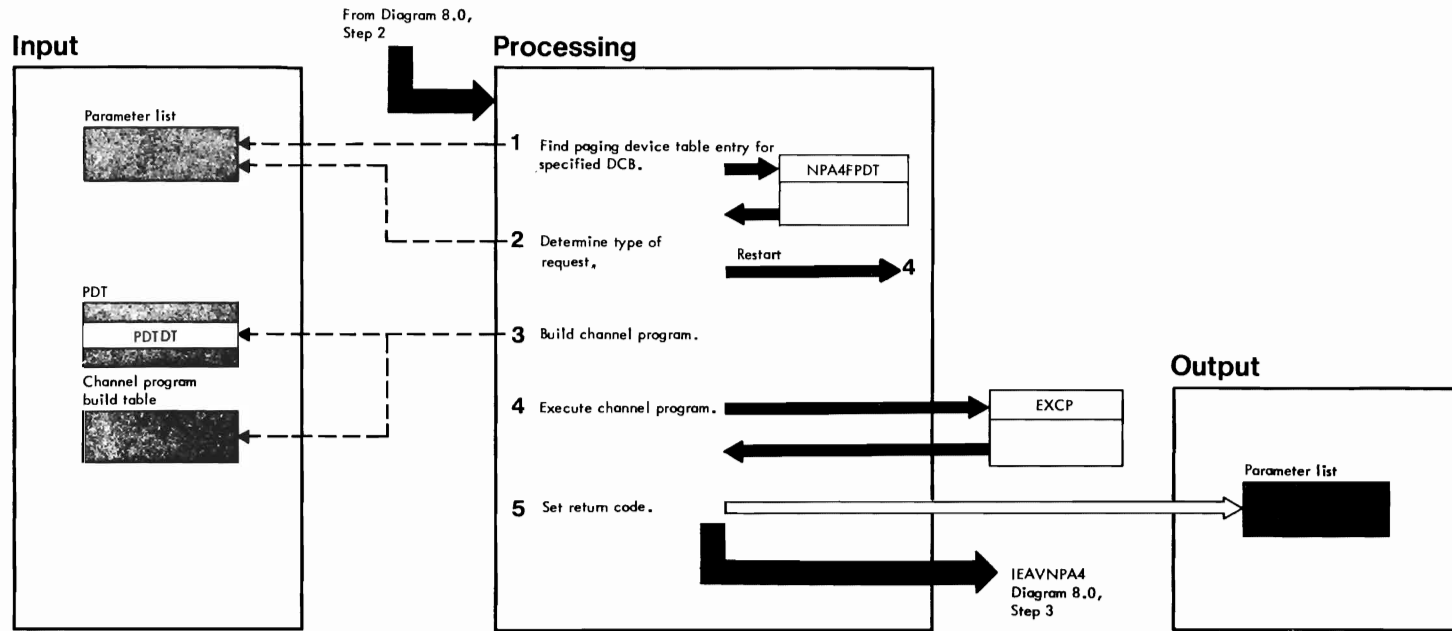 From Diagram 8.0,
Step 2
Input
Processing
Parameter list
1 Find paging device table entry for
specified DCB.
NPA4FPDT
2 Determine type of
request.
Restart
4
PDT
PDTDT
3 Build channel program.
Channel program
build table
4 Execute channel program.
EXCP
Output
Parameter list
5 Set return code.
IEAVNPA4
Diagram 8.0,
Step 3